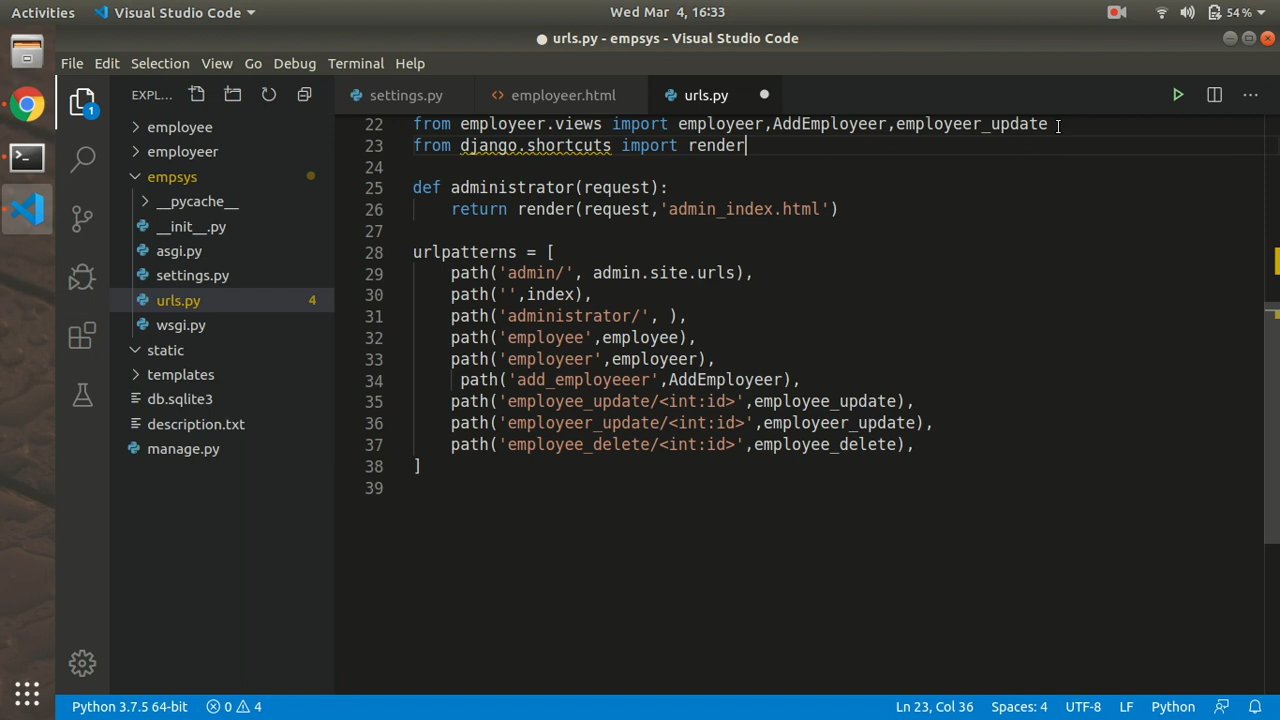 Activities Visual Studio Code Wed Mar 4, 16:33 54 %
● urls.py - empsys - Visual Studio Code
File Edit Selection View Go Debug Terminal Help
EXPL... settings.py employeer.html urls.py
1
employee
employeer
empsys
__pycache__
__init__.py
asgi.py
settings.py
urls.py 4
wsgi.py
static
templates
db.sqlite3
description.txt
manage.py
22 from employeer.views import employeer,AddEmployeer,employeer_update
23 from django.shortcuts import render
24
25 def administrator(request):
26 return render(request,'admin_index.html')
27
28 urlpatterns = [
29 path('admin/', admin.site.urls),
30 path('',index),
31 path('administrator/', ),
32 path('employee',employee),
33 path('employeer',employeer),
34 path('add_employeeer',AddEmployeer),
35 path('employee_update/<int:id>',employee_update),
36 path('employeer_update/<int:id>',employeer_update),
37 path('employee_delete/<int:id>',employee_delete),
38 ]
39
Python 3.7.5 64-bit 0 4 Ln 23, Col 36 Spaces: 4 UTF-8 LF Python